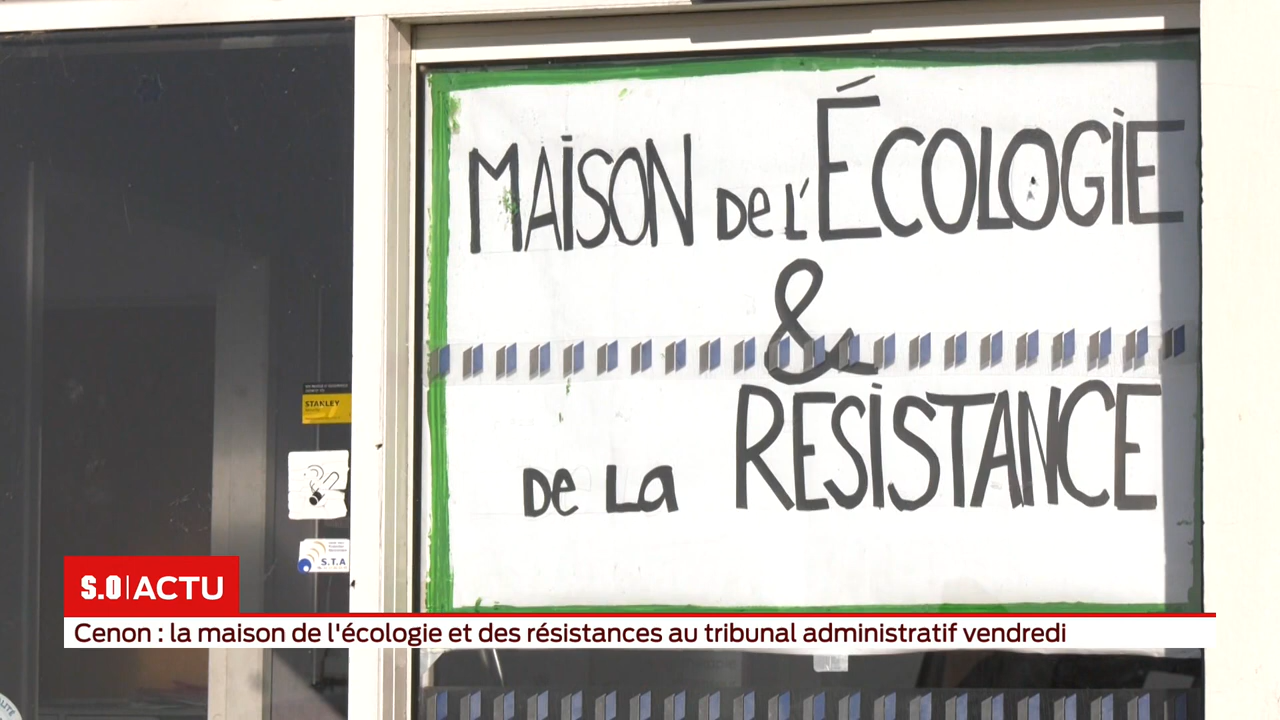 MAISON DE L'ÉCOLOGIE
&
DE LA RESISTANCE
STANLEY
S.T.A
S.O ACTU
Cenon : la maison de l'écologie et des résistances au tribunal administratif vendredi